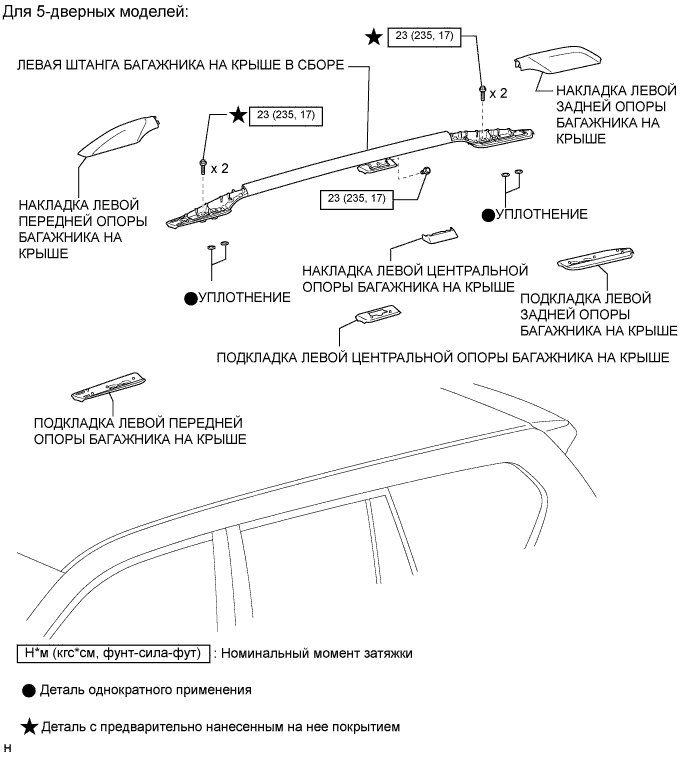 Для 5-дверных моделей:
★ 23 (235, 17)
ЛЕВАЯ ШТАНГА БАГАЖНИКА НА КРЫШЕ В СБОРЕ
x 2
НАКЛАДКА ЛЕВОЙ
ЗАДНЕЙ ОПОРЫ
БАГАЖНИКА НА
КРЫШЕ
★ 23 (235, 17)
x 2
23 (235, 17)
НАКЛАДКА ЛЕВОЙ
ПЕРЕДНЕЙ ОПОРЫ
БАГАЖНИКА НА
КРЫШЕ
●УПЛОТНЕНИЕ
НАКЛАДКА ЛЕВОЙ ЦЕНТРАЛЬНОЙ
ОПОРЫ БАГАЖНИКА НА КРЫШЕ
●УПЛОТНЕНИЕ
ПОДКЛАДКА ЛЕВОЙ
ЗАДНЕЙ ОПОРЫ
БАГАЖНИКА НА КРЫШЕ
ПОДКЛАДКА ЛЕВОЙ ЦЕНТРАЛЬНОЙ ОПОРЫ БАГАЖНИКА НА КРЫШЕ
ПОДКЛАДКА ЛЕВОЙ ПЕРЕДНЕЙ
ОПОРЫ БАГАЖНИКА НА КРЫШЕ
Н*м (кгс*см, фунт-сила-фут) : Номинальный момент затяжки
● Деталь однократного применения
★ Деталь с предварительно нанесенным на нее покрытием
Н